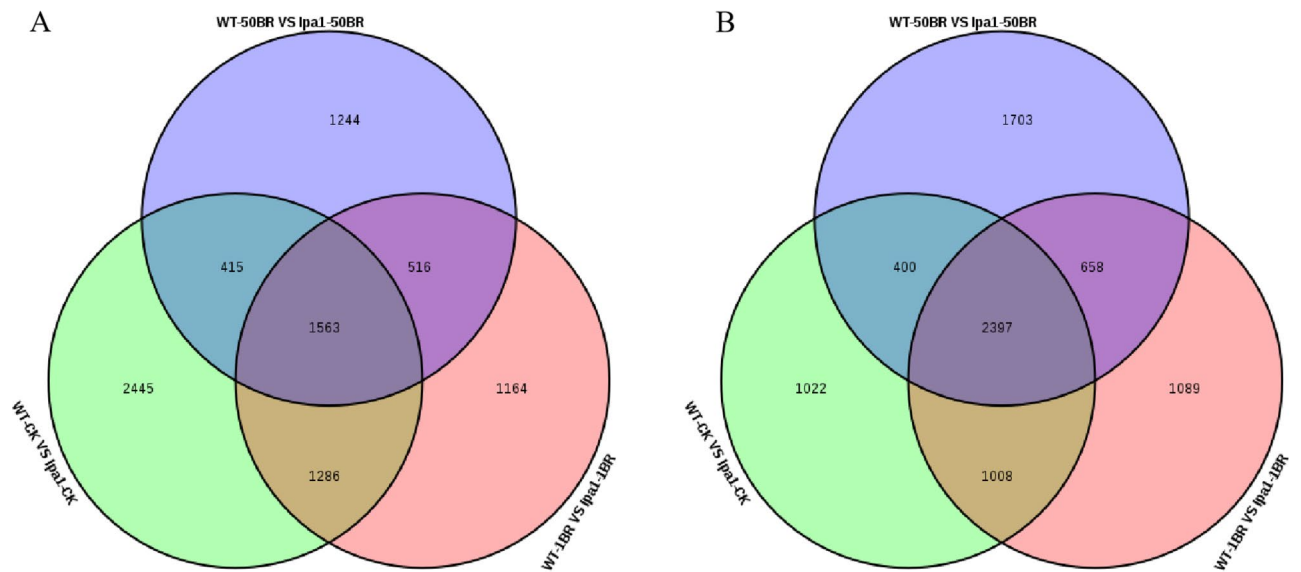 A
WT-50BR VS lpa1-50BR
1244
415
516
1563
2445
1164
1286
WT-CK VS lpa1-CK
WT-1BR VS lpa1-1BR
B
WT-50BR VS lpa1-50BR
1703
400
658
2397
1022
1089
1008
WT-CK VS lpa1-CK
WT-1BR VS lpa1-1BR